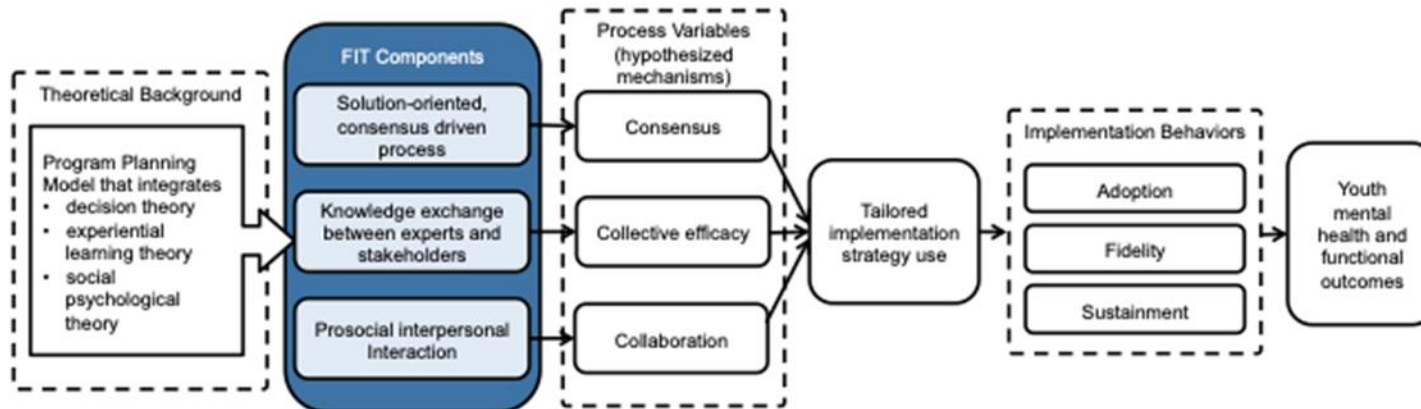 Theoretical Background
Program Planning
Model that integrates
• decision theory
• experiential
learning theory
• social
psychological
theory
FIT Components
Solution-oriented,
consensus driven
process
Knowledge exchange
between experts and
stakeholders
Prosocial interpersonal
Interaction
Process Variables
(hypothesized
mechanisms)
Consensus
Collective efficacy
Collaboration
Tailored
implementation
strategy use
Implementation Behaviors
Adoption
Fidelity
Sustainment
Youth
mental
health and
functional
outcomes